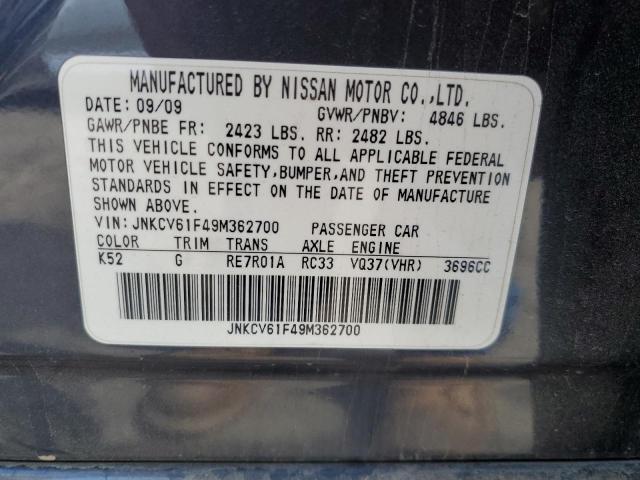 MANUFACTURED BY NISSAN MOTOR CO.,LTD.
DATE: 09/09 GVWR/PNBV: 4846 LBS.
GAWR/PNBE FR: 2423 LBS. RR: 2482 LBS.
THIS VEHICLE CONFORMS TO ALL APPLICABLE FEDERAL
MOTOR VEHICLE SAFETY,BUMPER,AND THEFT PREVENTION
STANDARDS IN EFFECT ON THE DATE OF MANUFACTURE
SHOWN ABOVE.
VIN: JNKCV61F49M362700 PASSENGER CAR
COLOR TRIM TRANS AXLE ENGINE
K52 G RE7R01A RC33 VQ37(VHR) 3696CC
JNKCV61F49M362700